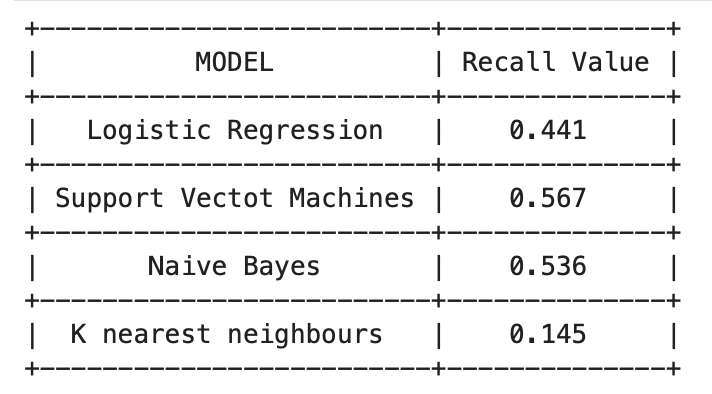 +-------------------------+--------------+
| MODEL | Recall Value |
+-------------------------+--------------+
| Logistic Regression | 0.441 |
+-------------------------+--------------+
| Support Vectot Machines | 0.567 |
+-------------------------+--------------+
| Naive Bayes | 0.536 |
+-------------------------+--------------+
| K nearest neighbours | 0.145 |
+-------------------------+--------------+